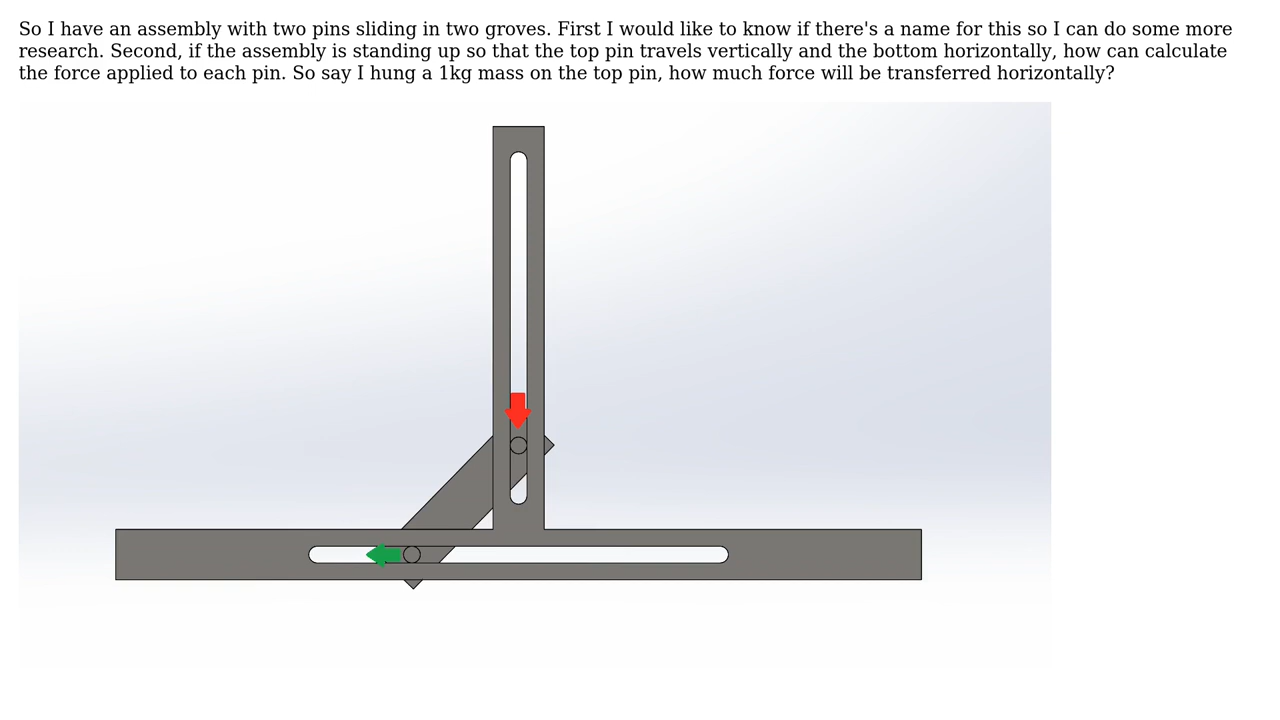 So I have an assembly with two pins sliding in two groves. First I would like to know if there's a name for this so I can do some more
research. Second, if the assembly is standing up so that the top pin travels vertically and the bottom horizontally, how can calculate
the force applied to each pin. So say I hung a 1kg mass on the top pin, how much force will be transferred horizontally?